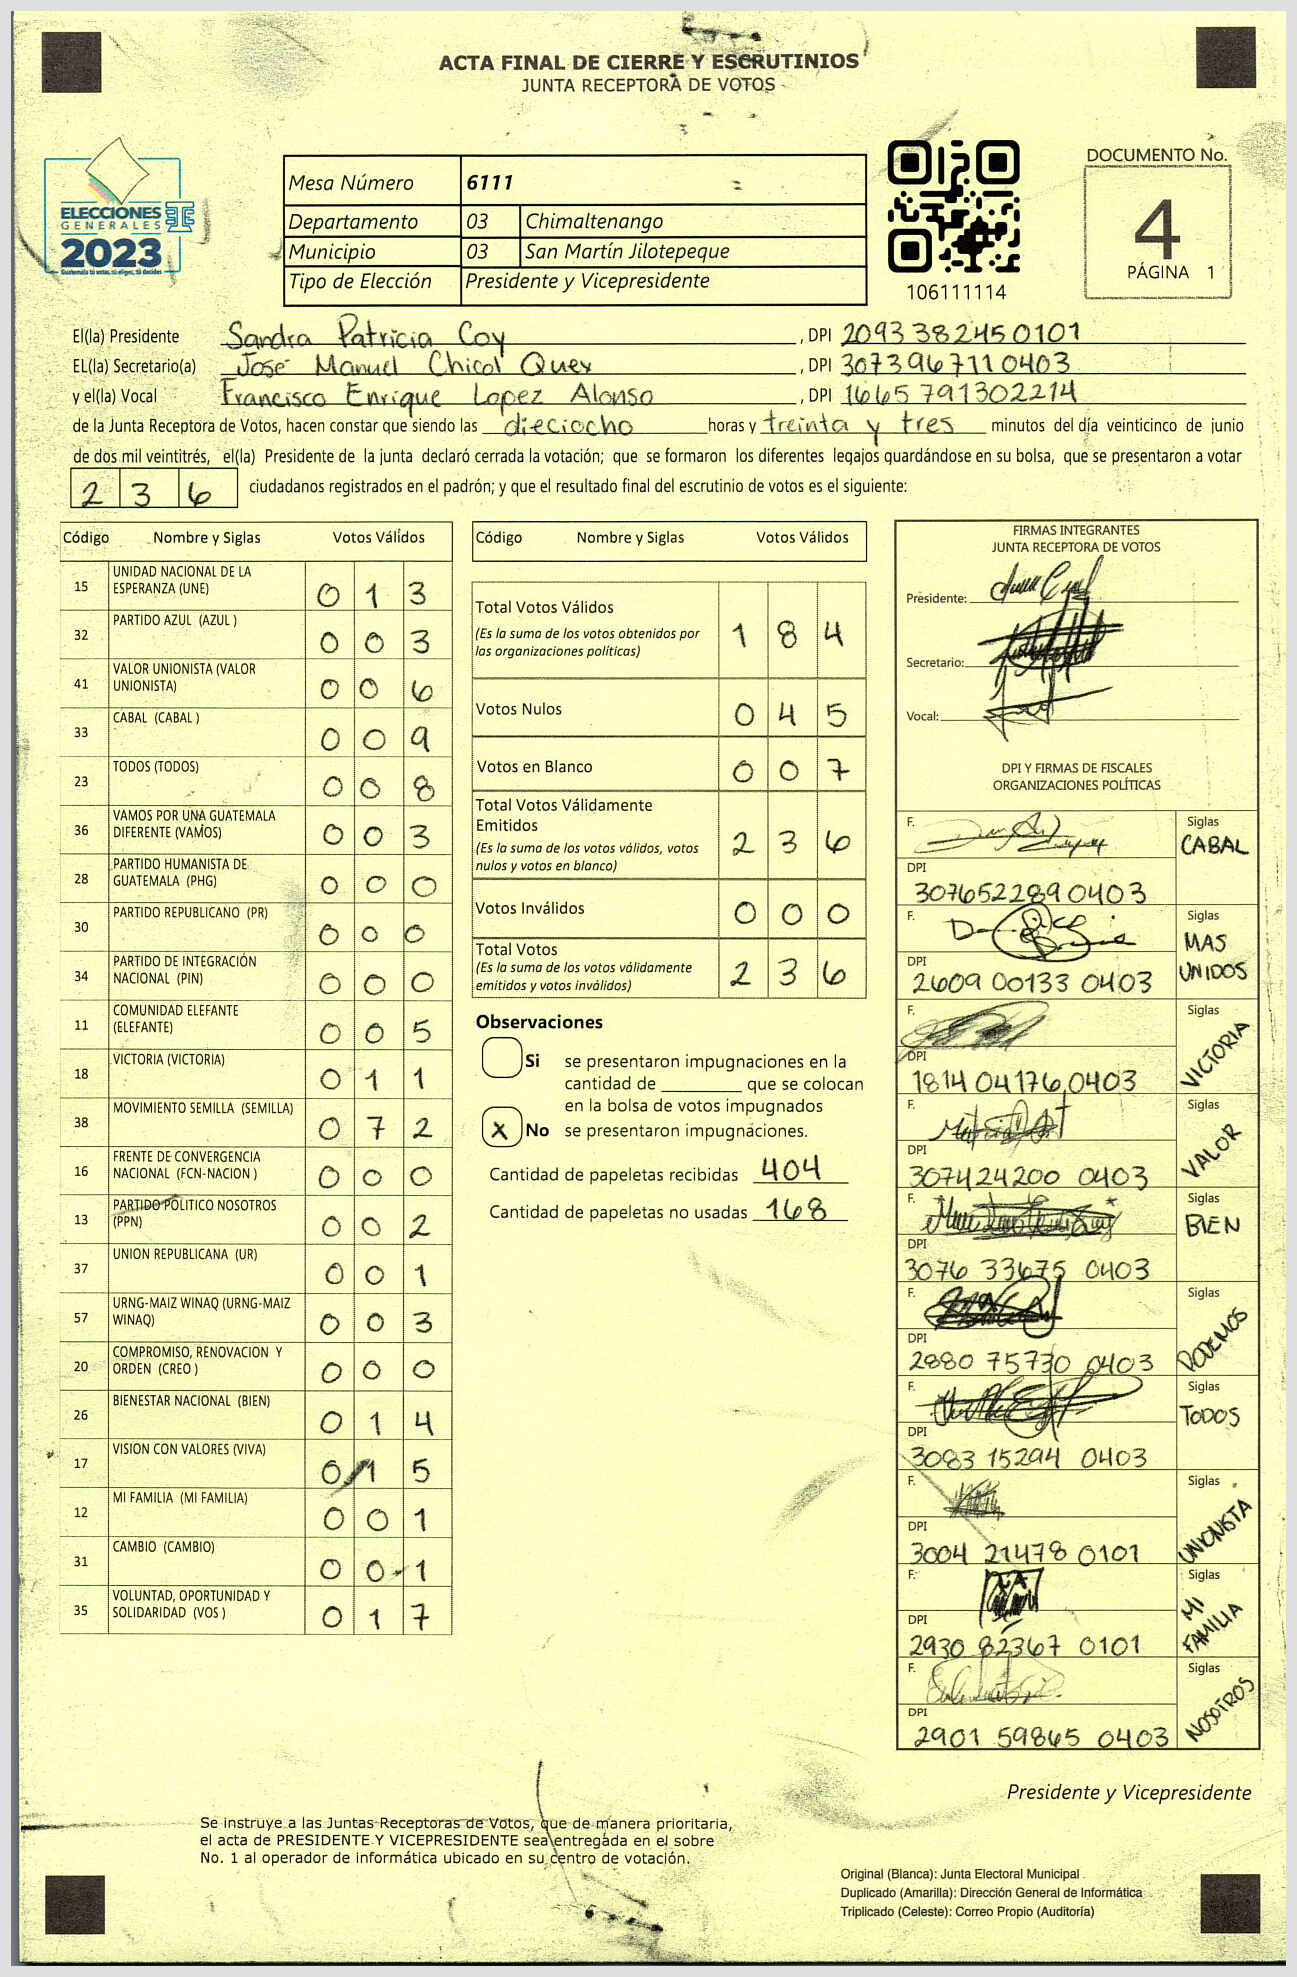 ACTA FINAL DE CIERRE Y ESCRUTINIOS
JUNTA RECEPTORA DE VOTOS
ELECCIONES
GENERALES
2023
Guatemala tú votas, tú eliges, tú decides
Mesa Número 6111
Departamento 03 Chimaltenango
Municipio 03 San Martín Jilotepeque
Tipo de Elección Presidente y Vicepresidente
106111114
DOCUMENTO No.
4
PÁGINA 1
El(la) Presidente Sandra Patricia Coy , DPI 2093 38245 0101
EL(la) Secretario(a) José Manuel Chicol Quex , DPI 3073967110403
y el(la) Vocal Francisco Enrique Lopez Alonso , DPI 1665 791302214
de la Junta Receptora de Votos, hacen constar que siendo las dieciocho horas y treinta y tres minutos del día veinticinco de junio
de dos mil veintitrés, el(la) Presidente de la junta declaró cerrada la votación; que se formaron los diferentes legajos guardándose en su bolsa, que se presentaron a votar
2 3 6 ciudadanos registrados en el padrón; y que el resultado final del escrutinio de votos es el siguiente:
Código Nombre y Siglas Votos Válidos
15 UNIDAD NACIONAL DE LA
ESPERANZA (UNE) 0 1 3
32 PARTIDO AZUL (AZUL ) 0 0 3
41 VALOR UNIONISTA (VALOR
UNIONISTA) 0 0 6
33 CABAL (CABAL ) 0 0 9
23 TODOS (TODOS) 0 0 8
36 VAMOS POR UNA GUATEMALA
DIFERENTE (VAMOS) 0 0 3
28 PARTIDO HUMANISTA DE
GUATEMALA (PHG) 0 0 0
30 PARTIDO REPUBLICANO (PR) 0 0 0
34 PARTIDO DE INTEGRACIÓN
NACIONAL (PIN) 0 0 0
11 COMUNIDAD ELEFANTE
(ELEFANTE) 0 0 5
18 VICTORIA (VICTORIA) 0 1 1
38 MOVIMIENTO SEMILLA (SEMILLA) 0 7 2
16 FRENTE DE CONVERGENCIA
NACIONAL (FCN-NACION ) 0 0 0
13 PARTIDO POLITICO NOSOTROS
(PPN) 0 0 2
37 UNION REPUBLICANA (UR) 0 0 1
57 URNG-MAIZ WINAQ (URNG-MAIZ
WINAQ) 0 0 3
20 COMPROMISO, RENOVACION Y
ORDEN (CREO ) 0 0 0
26 BIENESTAR NACIONAL (BIEN) 0 1 4
17 VISION CON VALORES (VIVA) 0 1 5
12 MI FAMILIA (MI FAMILIA) 0 0 1
31 CAMBIO (CAMBIO) 0 0 1
35 VOLUNTAD, OPORTUNIDAD Y
SOLIDARIDAD (VOS ) 0 1 7
Código Nombre y Siglas Votos Válidos
Total Votos Válidos
(Es la suma de los votos obtenidos por
las organizaciones políticas) 1 8 4
Votos Nulos 0 4 5
Votos en Blanco 0 0 7
Total Votos Válidamente
Emitidos
(Es la suma de los votos válidos, votos
nulos y votos en blanco) 2 3 6
Votos Inválidos 0 0 0
Total Votos
(Es la suma de los votos válidamente
emitidos y votos inválidos) 2 3 6
Observaciones
Si se presentaron impugnaciones en la
cantidad de que se colocan
en la bolsa de votos impugnados
X No se presentaron impugnaciones.
Cantidad de papeletas recibidas 404
Cantidad de papeletas no usadas 168
FIRMAS INTEGRANTES
JUNTA RECEPTORA DE VOTOS
Presidente:
Secretario:
Vocal:
DPI Y FIRMAS DE FISCALES
ORGANIZACIONES POLÍTICAS
F. Siglas
CABAL
DPI
307652289 0403
F. Siglas
MAS
UNIDOS
DPI
2609 00133 0403
F. Siglas
VICTORIA
DPI
1814 04176 0403
F. Siglas
VALOR
DPI
307424200 0403
F. Siglas
BIEN
DPI
3076 33675 0403
F. Siglas
PODEMOS
DPI
2880 75730 0403
F. Siglas
TODOS
DPI
3083 15294 0403
F. Siglas
UNIONISTA
DPI
3004 21478 0101
F. Siglas
MI
FAMILIA
DPI
2930 82367 0101
F. Siglas
NOSOTROS
DPI
2901 59865 0403
Presidente y Vicepresidente
Se instruye a las Juntas Receptoras de Votos, que de manera prioritaria,
el acta de PRESIDENTE Y VICEPRESIDENTE sea entregada en el sobre
No. 1 al operador de informática ubicado en su centro de votación.
Original (Blanca): Junta Electoral Municipal
Duplicado (Amarilla): Dirección General de Informática
Triplicado (Celeste): Correo Propio (Auditoría)